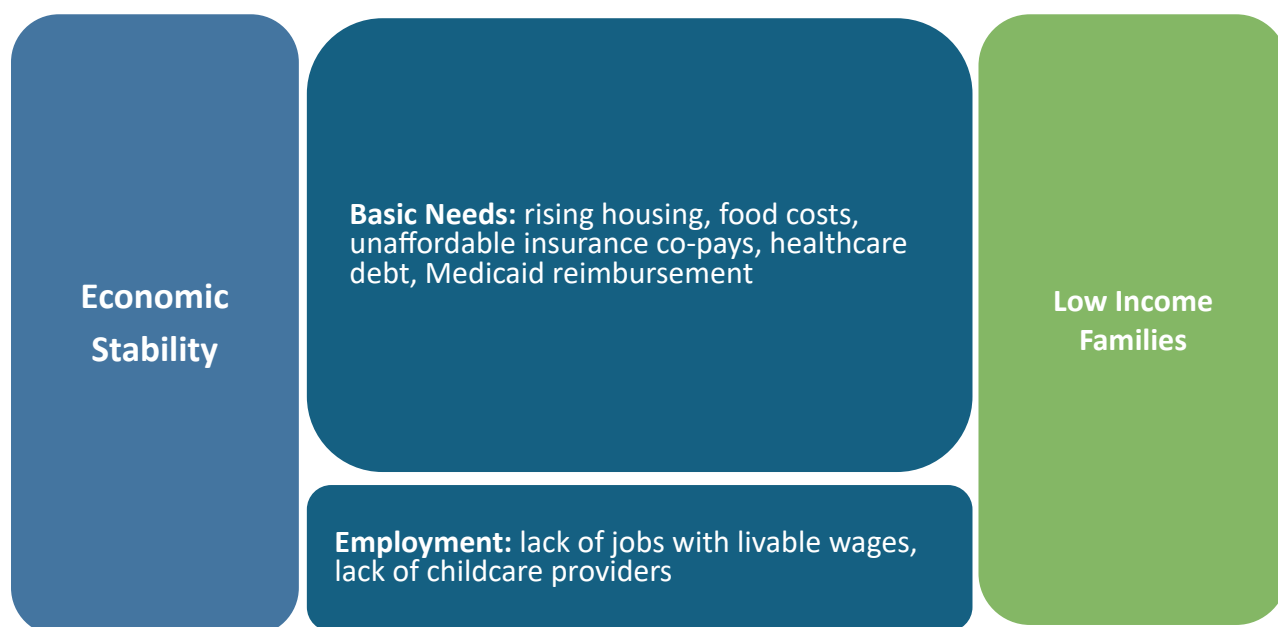 Economic
Stability
Basic Needs: rising housing, food costs,
unaffordable insurance co-pays, healthcare
debt, Medicaid reimbursement
Employment: lack of jobs with livable wages,
lack of childcare providers
Low Income
Families